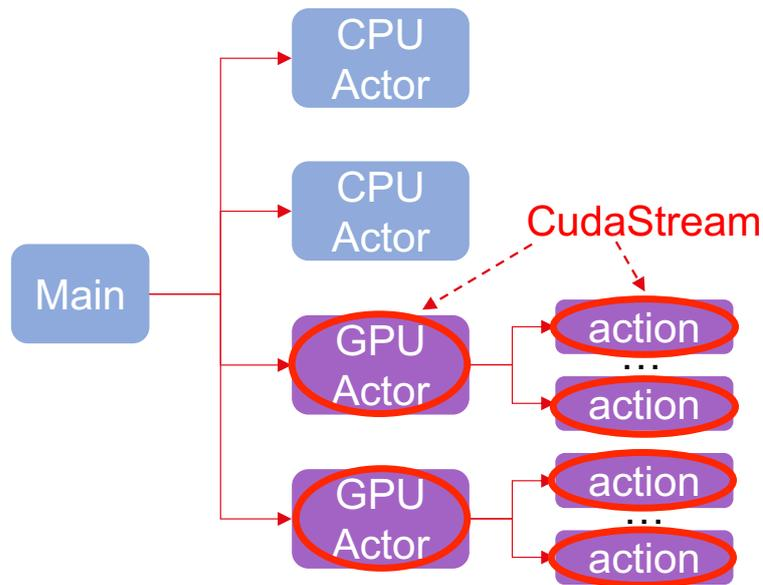 CPU
Actor
CPU
Actor
CudaStream
Main
GPU
Actor
action
...
action
GPU
Actor
action
...
action